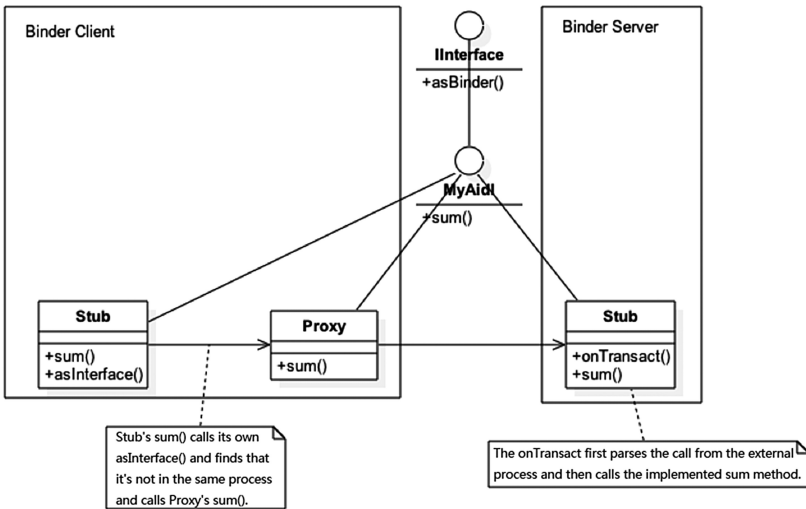 Binder Client
IInterface
+asBinder()
Binder Server
MyAidl
+sum()
Stub
+sum()
+asInterface()
Proxy
+sum()
Stub
+onTransact()
+sum()
Stub's sum() calls its own
asInterface() and finds that
it's not in the same process
and calls Proxy's sum().
The onTransact first parses the call from the external
process and then calls the implemented sum method.